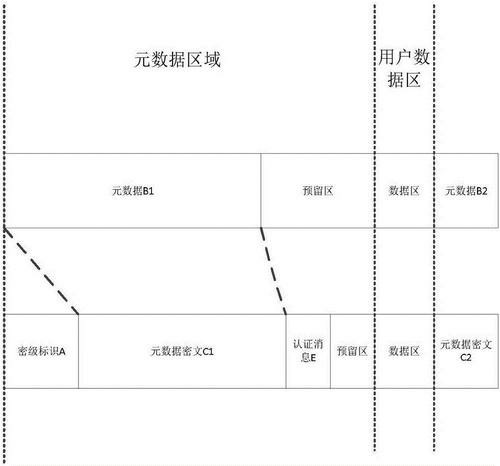 元数据区域
用户数
据区
元数据B1
预留区
数据区
元数据B2
密级标识A
元数据密文C1
认证消
息E
预留区
数据区
元数据密文
C2